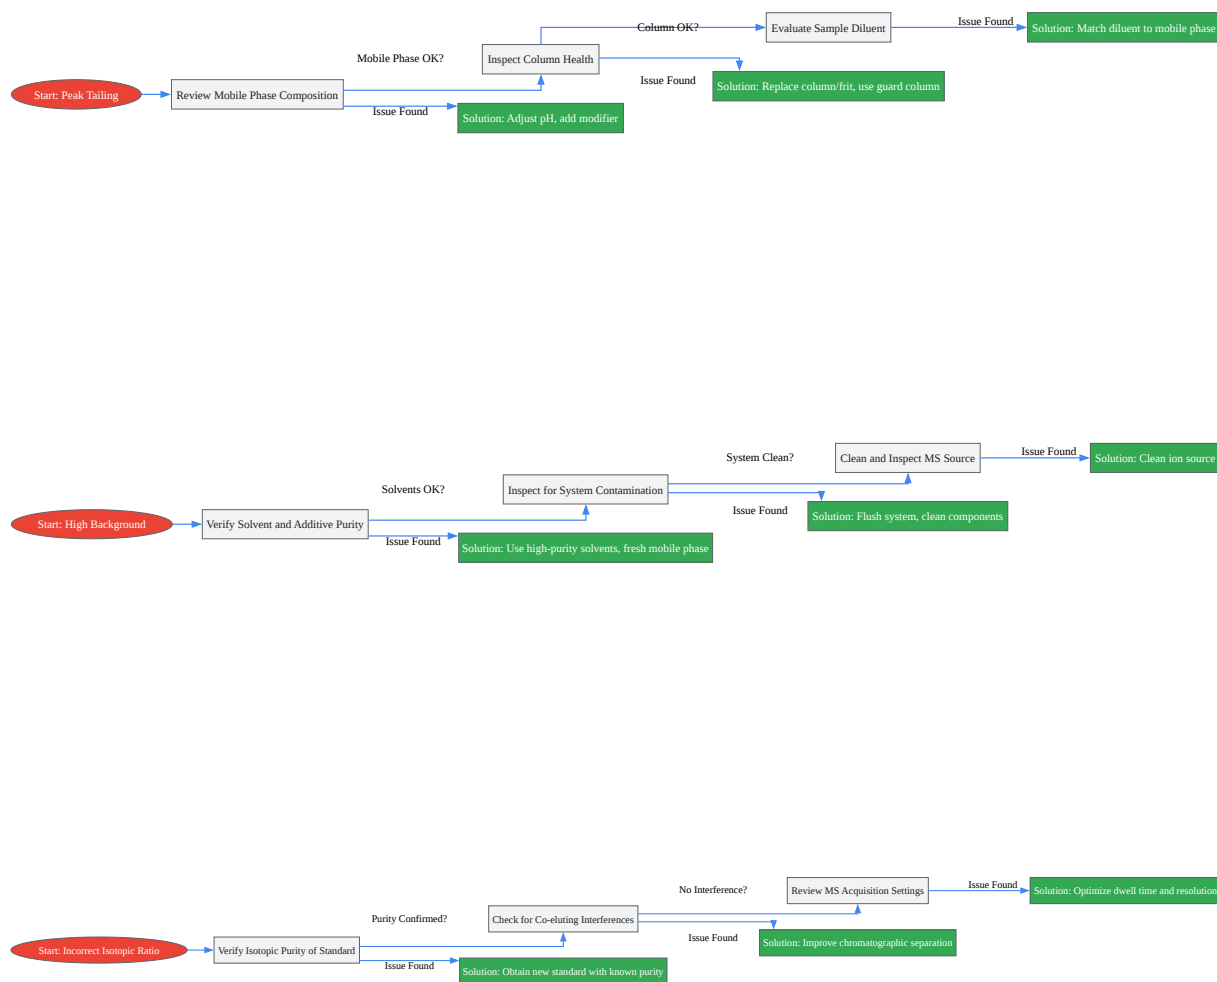 Start: Peak Tailing
Review Mobile Phase Composition
Mobile Phase OK?
Issue Found
Solution: Adjust pH, add modifier
Inspect Column Health
Column OK?
Issue Found
Solution: Replace column/frit, use guard column
Evaluate Sample Diluent
Issue Found
Solution: Match diluent to mobile phase
Start: High Background
Verify Solvent and Additive Purity
Solvents OK?
Issue Found
Solution: Use high-purity solvents, fresh mobile phase
Inspect for System Contamination
System Clean?
Issue Found
Solution: Flush system, clean components
Clean and Inspect MS Source
Issue Found
Solution: Clean ion source
Start: Incorrect Isotopic Ratio
Verify Isotopic Purity of Standard
Purity Confirmed?
Issue Found
Solution: Obtain new standard with known purity
Check for Co-eluting Interferences
No Interference?
Issue Found
Solution: Improve chromatographic separation
Review MS Acquisition Settings
Issue Found
Solution: Optimize dwell time and resolution